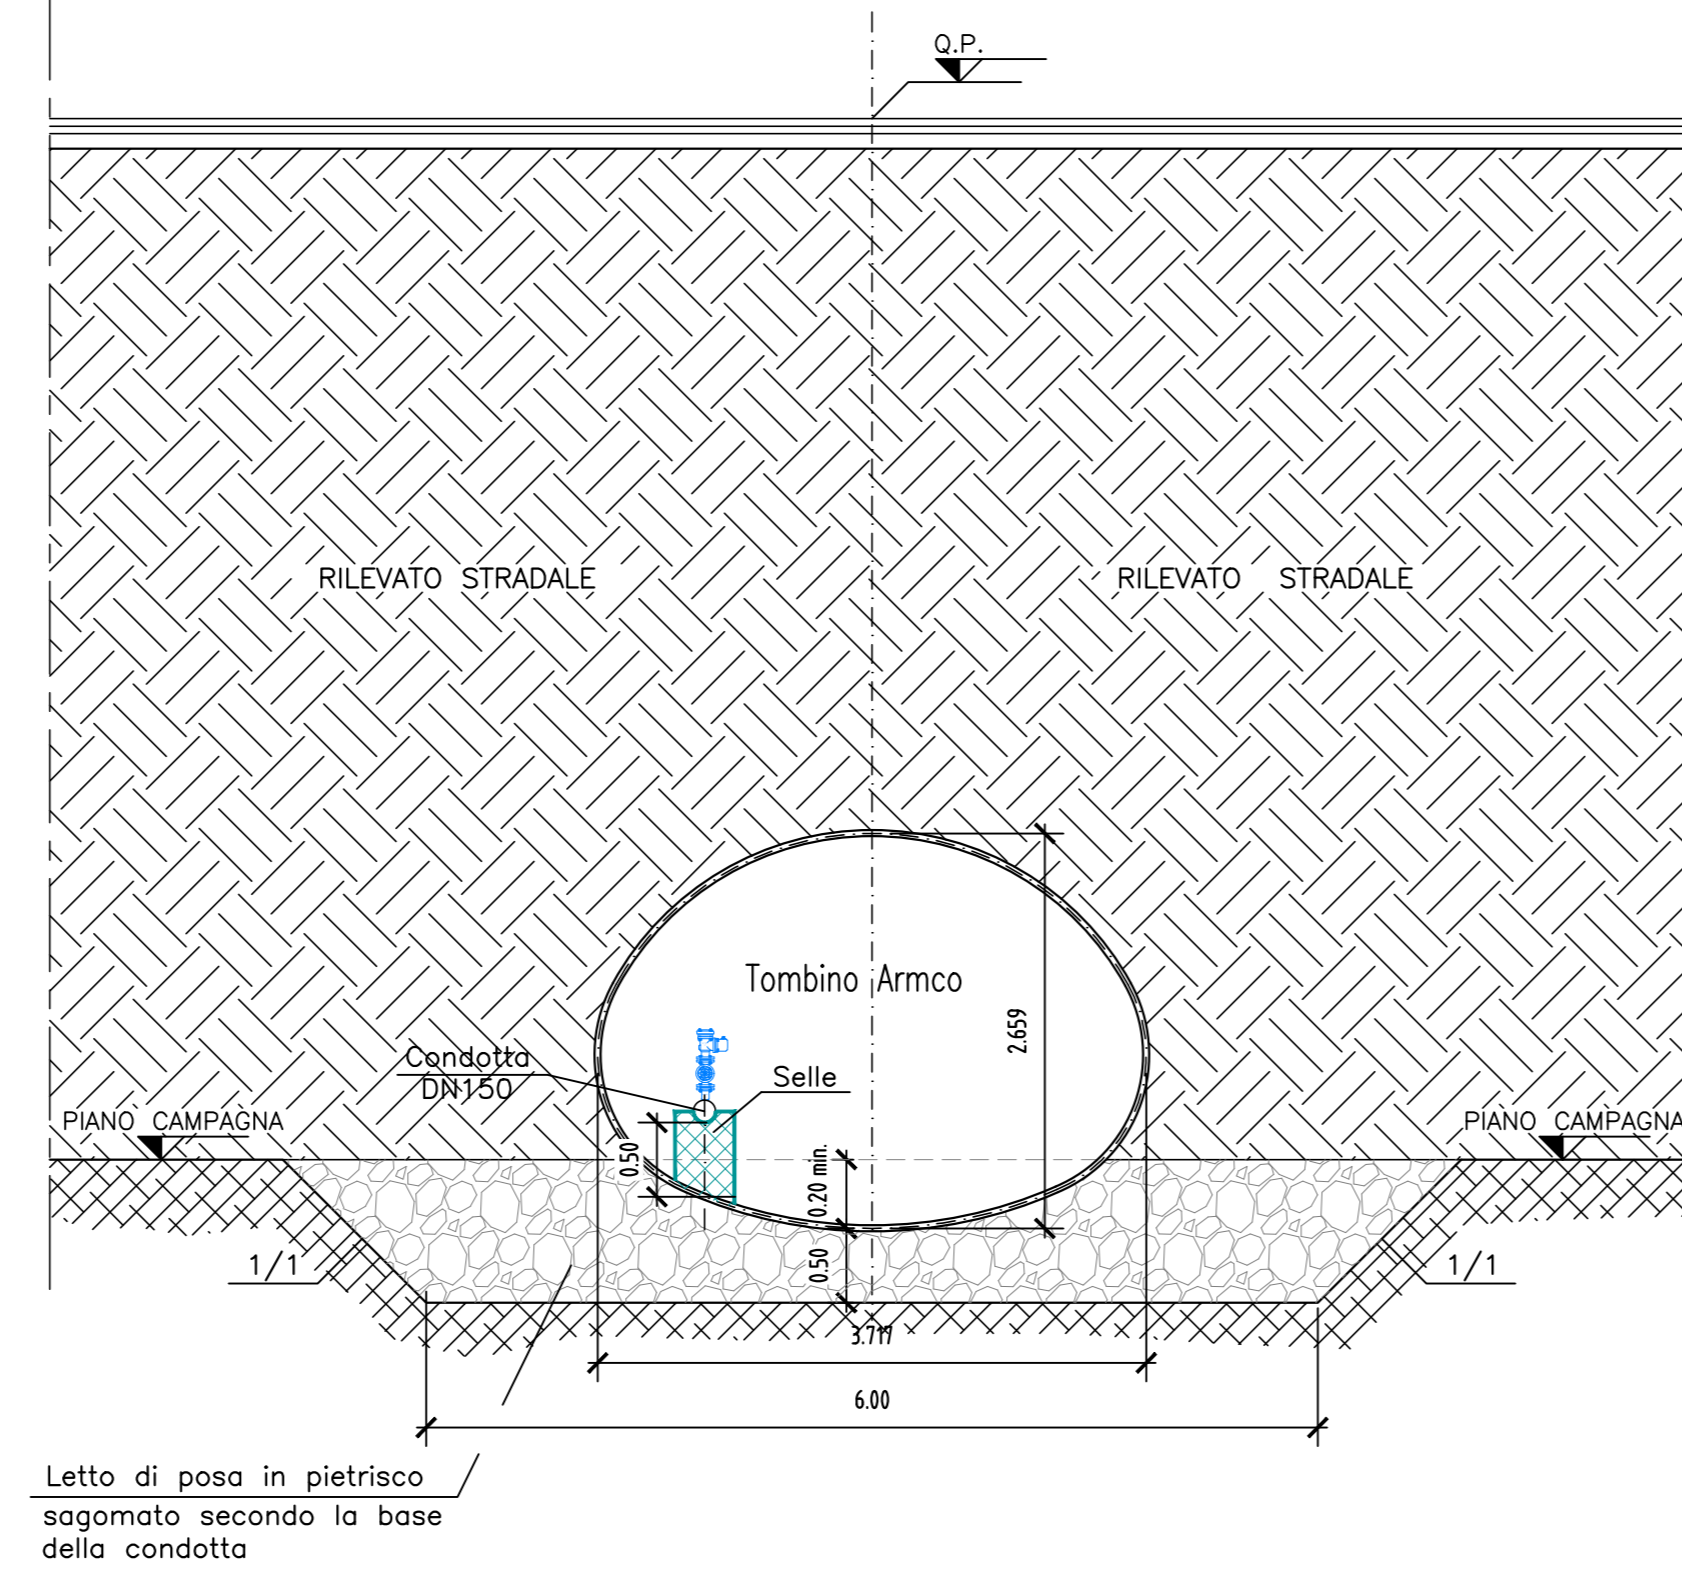 Q.P.
RILEVATO STRADALE
RILEVATO STRADALE
Tombino Armco
2.659
Condotta
DN150
Selle
PIANO CAMPAGNA
PIANO CAMPAGNA
0.50
0.20 min.
0.50
1/1
1/1
3.717
6.00
Letto di posa in pietrisco
sagomato secondo la base
della condotta